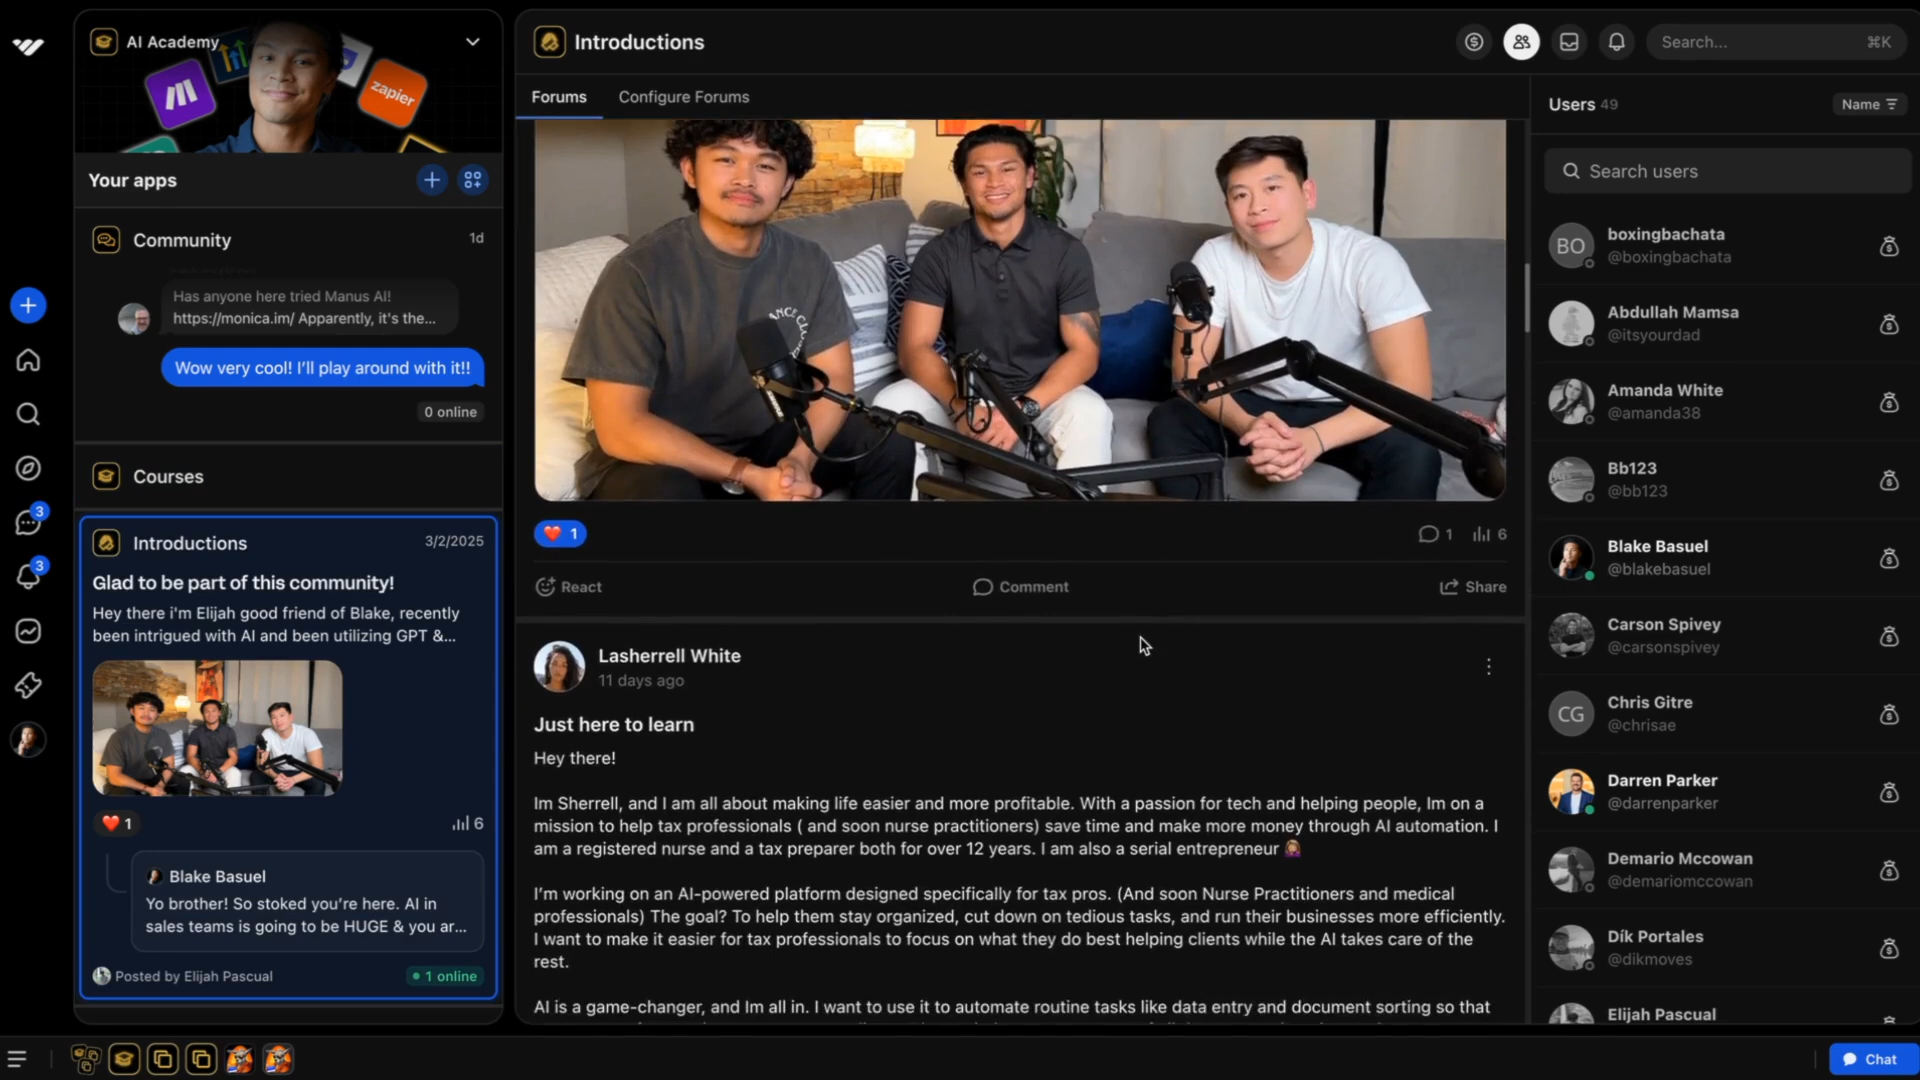 AI Academy
zapier
Your apps
Community
1d
Has anyone here tried Manus AI!
https://monica.im/ Apparently, it's the...
Wow very cool! I'll play around with it!!
0 online
Courses
3
3
Introductions
3/2/2025
Glad to be part of this community!
Hey there i'm Elijah good friend of Blake, recently
been intrigued with AI and been utilizing GPT &...
❤️ 1
6
Blake Basuel
Yo brother! So stoked you're here. AI in
sales teams is going to be HUGE & you ar...
Posted by Elijah Pascual
1 online
Introductions
Search...
⌘K
Forums
Configure Forums
❤️ 1
1
6
React
Comment
Share
Lasherrell White
11 days ago
Just here to learn
Hey there!
Im Sherrell, and I am all about making life easier and more profitable. With a passion for tech and helping people, Im on a
mission to help tax professionals ( and soon nurse practitioners) save time and make more money through AI automation. I
am a registered nurse and a tax preparer both for over 12 years. I am also a serial entrepreneur 🤷🏽‍♀️
I'm working on an AI-powered platform designed specifically for tax pros. (And soon Nurse Practitioners and medical
professionals) The goal? To help them stay organized, cut down on tedious tasks, and run their businesses more efficiently.
I want to make it easier for tax professionals to focus on what they do best helping clients while the AI takes care of the
rest.
AI is a game-changer, and Im all in. I want to use it to automate routine tasks like data entry and document sorting so that
Users 49
Name
Search users
BO
boxingbachata
@boxingbachata
Abdullah Mamsa
@itsyourdad
Amanda White
@amanda38
Bb123
@bb123
Blake Basuel
@blakebasuel
Carson Spivey
@carsonspivey
CG
Chris Gitre
@chrisae
Darren Parker
@darrenparker
Demario Mccowan
@demariomccowan
Dík Portales
@dikmoves
Elijah Pascual
Chat